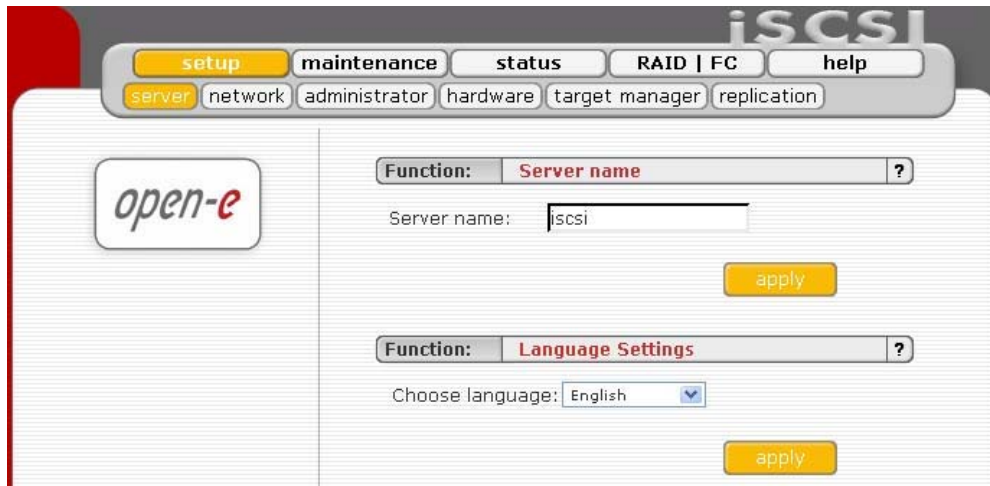 iSCSI
setup maintenance status RAID | FC help
server network administrator hardware target manager replication
open-e
Function: Server name ?
Server name: iscsi
apply
Function: Language Settings ?
Choose language: English
apply